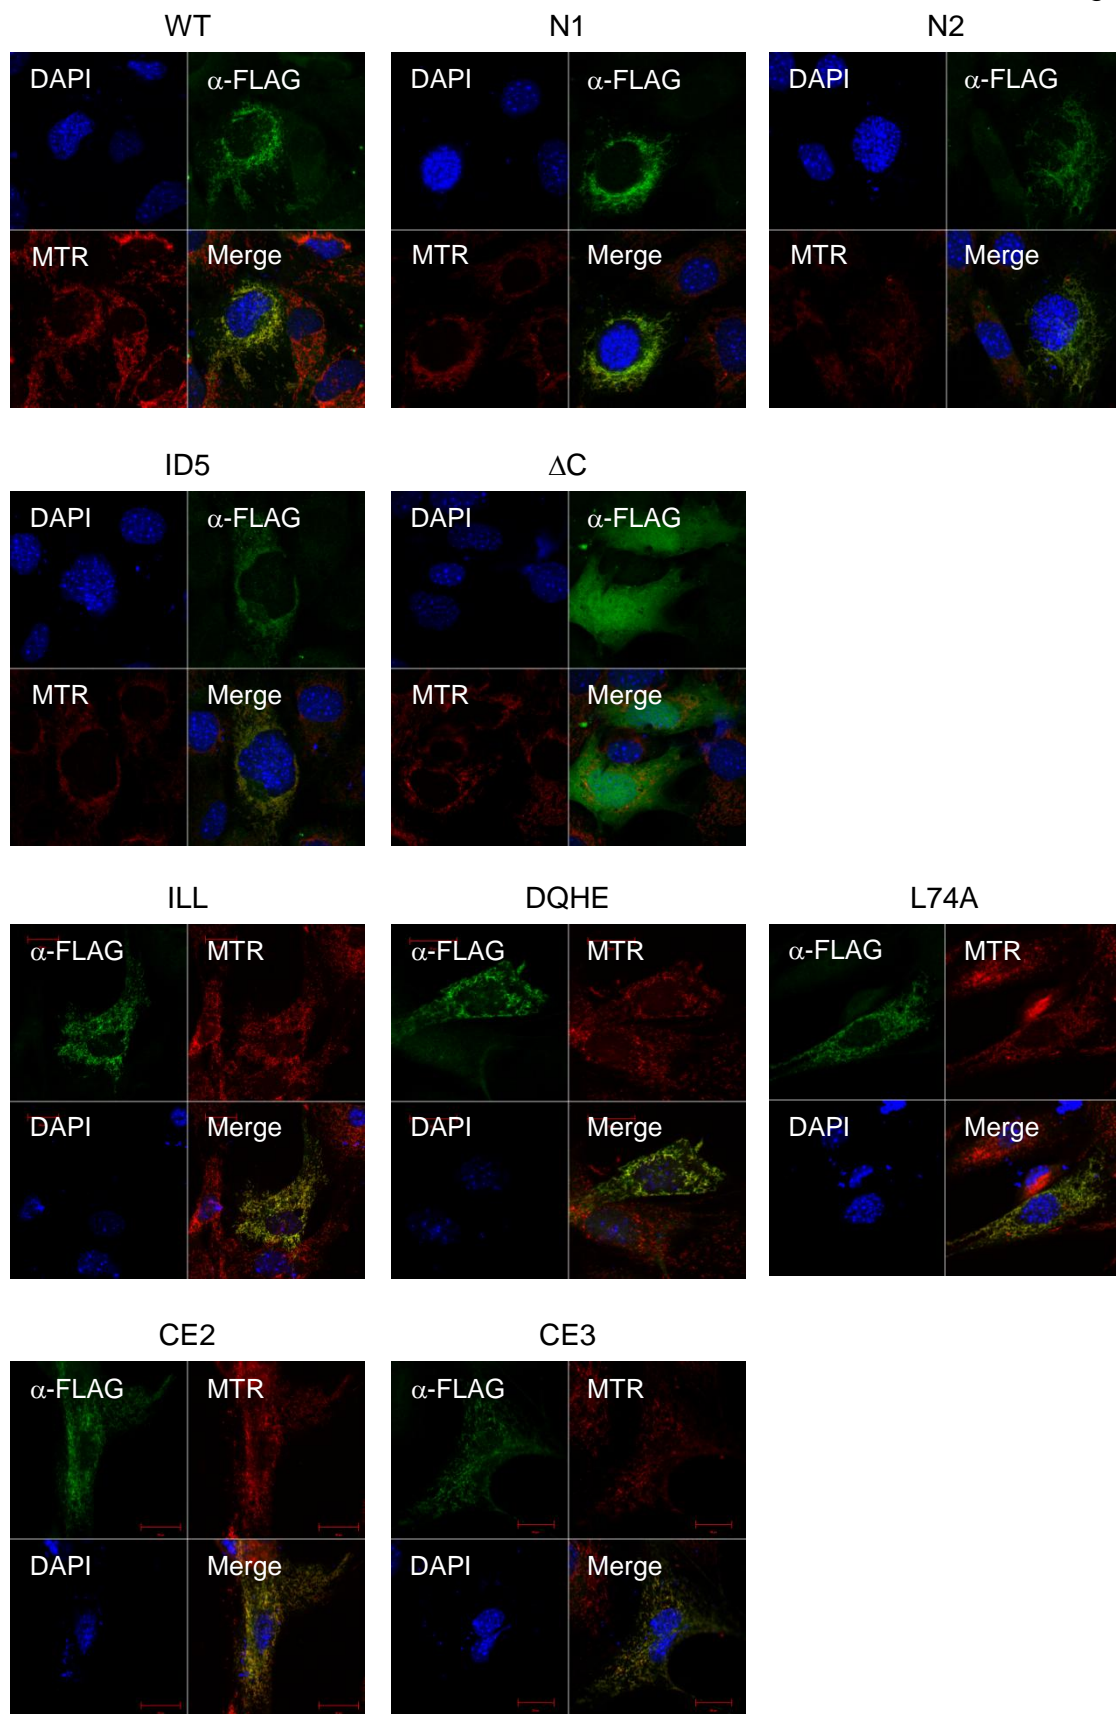 WT N1 N2
DAPI α-FLAG DAPI α-FLAG DAPI α-FLAG
MTR Merge MTR Merge MTR Merge
ID5 ΔC
DAPI α-FLAG DAPI α-FLAG
MTR Merge MTR Merge
ILL DQHE L74A
α-FLAG MTR α-FLAG MTR α-FLAG MTR
DAPI Merge DAPI Merge DAPI Merge
CE2 CE3
α-FLAG MTR α-FLAG MTR
DAPI Merge DAPI Merge